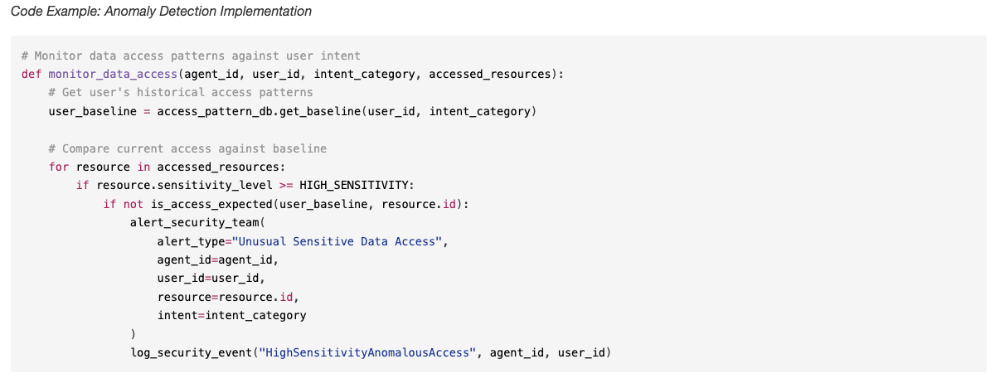 Code Example: Anomaly Detection Implementation
# Monitor data access patterns against user intent
def monitor_data_access(agent_id, user_id, intent_category, accessed_resources):
    # Get user's historical access patterns
    user_baseline = access_pattern_db.get_baseline(user_id, intent_category)
    # Compare current access against baseline
    for resource in accessed_resources:
        if resource.sensitivity_level >= HIGH_SENSITIVITY:
            if not is_access_expected(user_baseline, resource.id):
                alert_security_team(
                    alert_type="Unusual Sensitive Data Access",
                    agent_id=agent_id,
                    user_id=user_id,
                    resource=resource.id,
                    intent=intent_category
                )
                log_security_event("HighSensitivityAnomalousAccess", agent_id, user_id)